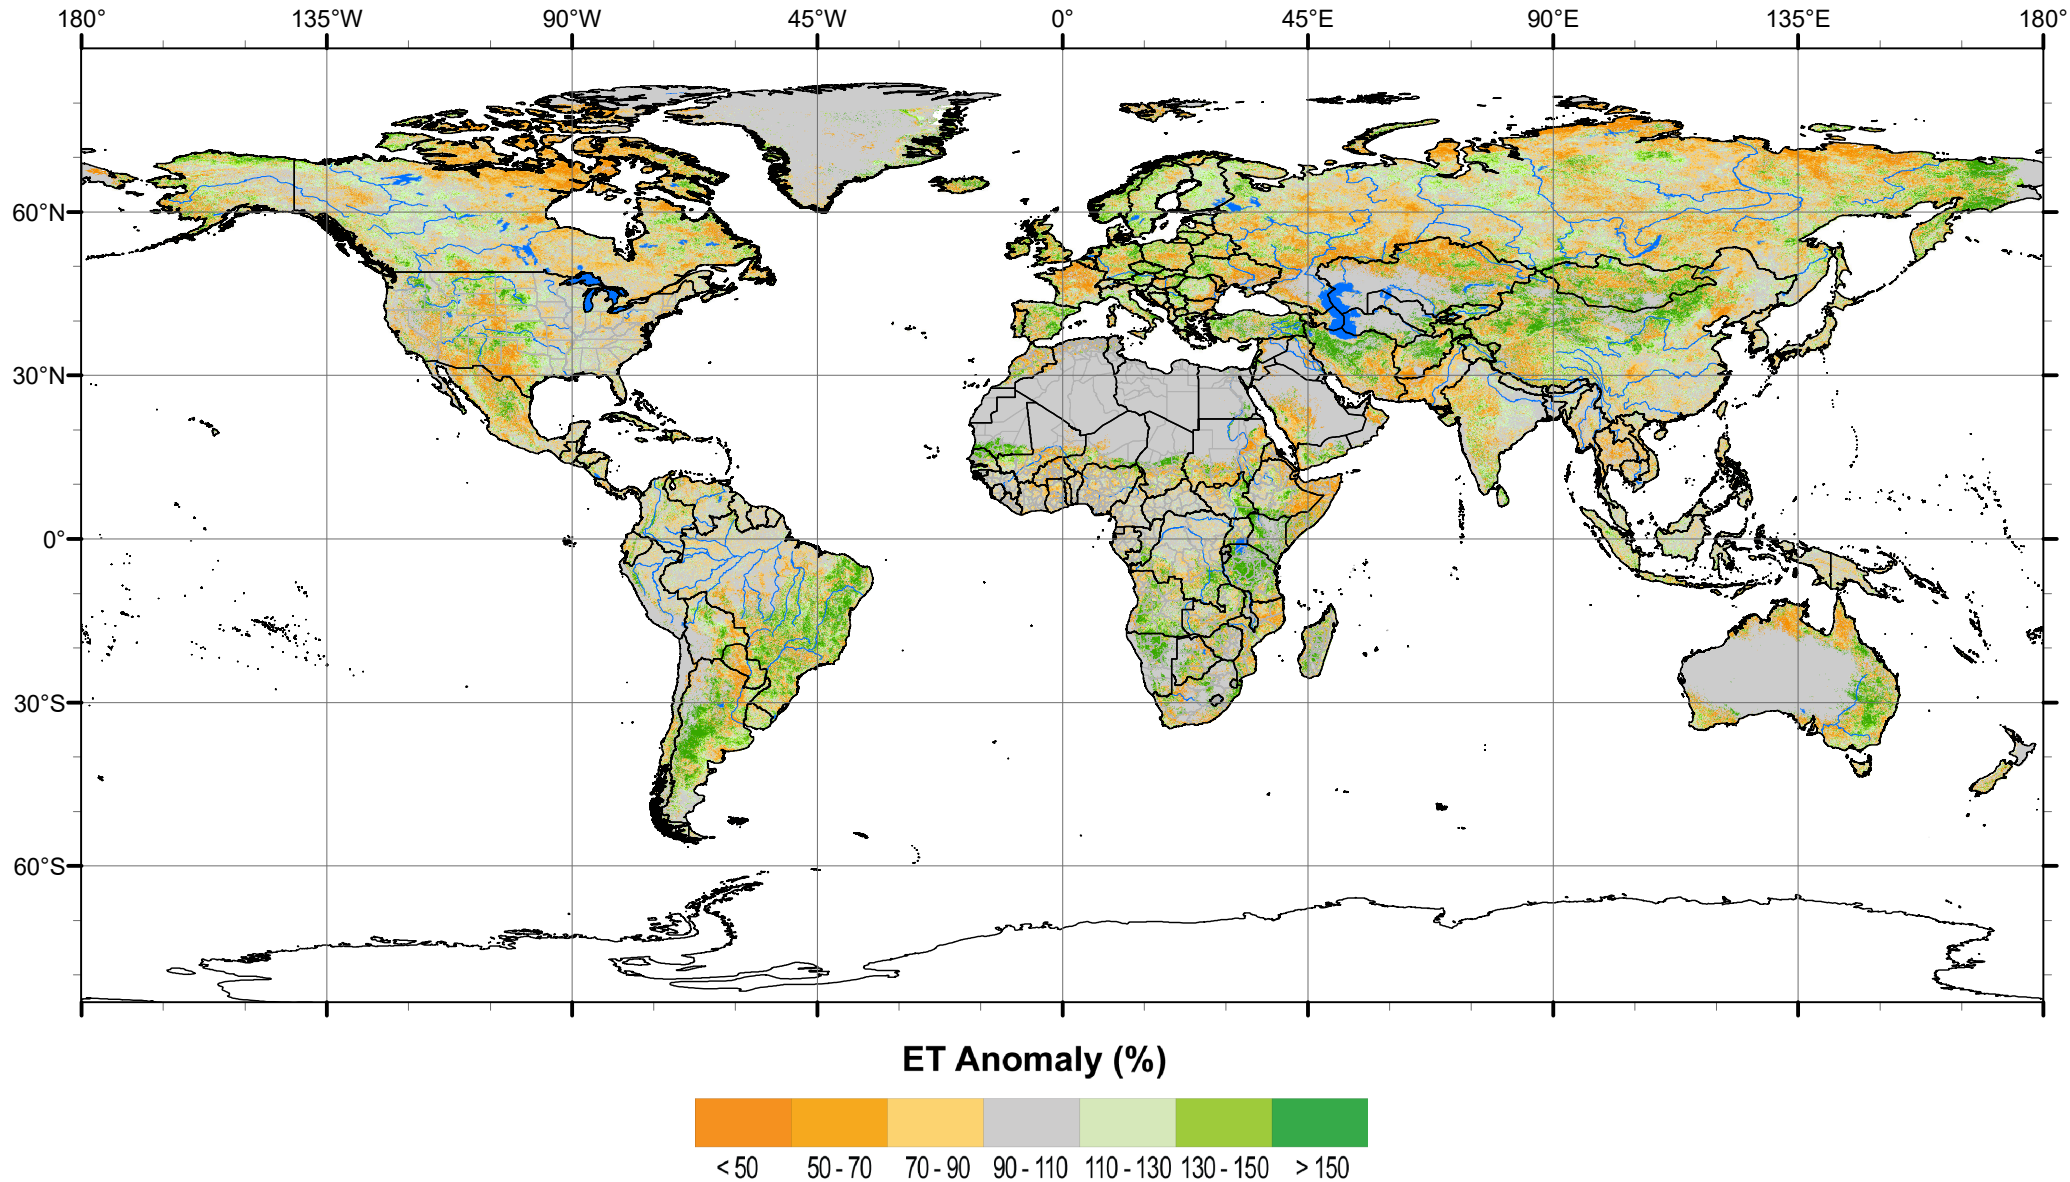 180° 135°W 90°W 45°W 0° 45°E 90°E 135°E 180°
60°N
30°N
0°
30°S
60°S
ET Anomaly (%)
< 50 50 - 70 70 - 90 90 - 110 110 - 130 130 - 150 > 150